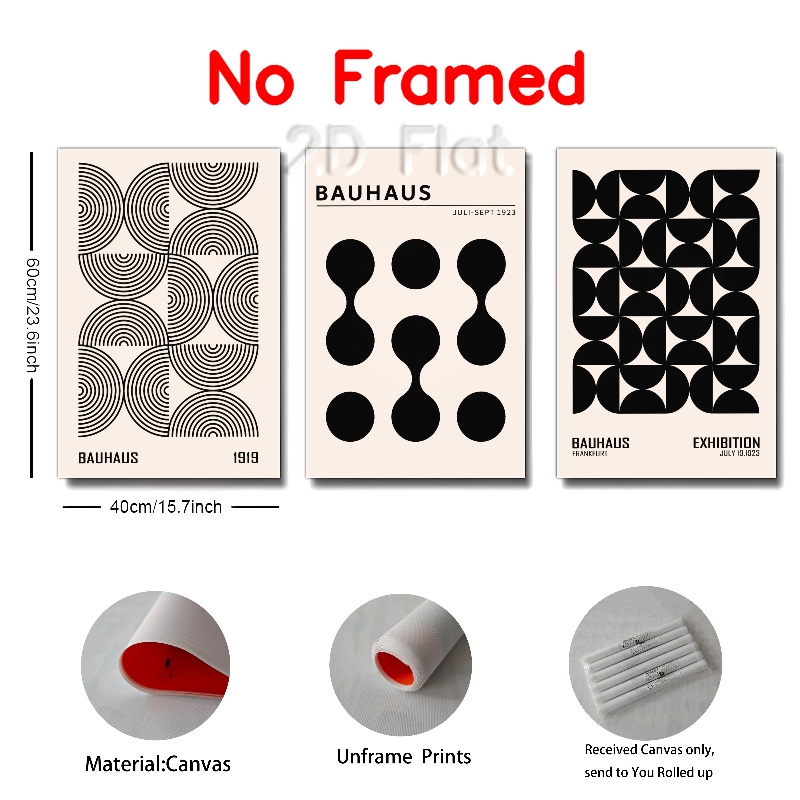 No Framed
2D Flat
60cm/23.6inch
40cm/15.7inch
BAUHAUS
1919
BAUHAUS
JULI-SEPT 1923
BAUHAUS
FRANKFURT
EXHIBITION
JULY 19.1923
Material:Canvas
Unframe Prints
Received Canvas only,
send to You Rolled up